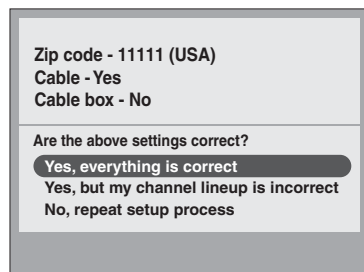 Zip code - 11111 (USA)
Cable - Yes
Cable box - No
Are the above settings correct?
Yes, everything is correct
Yes, but my channel lineup is incorrect
No, repeat setup process